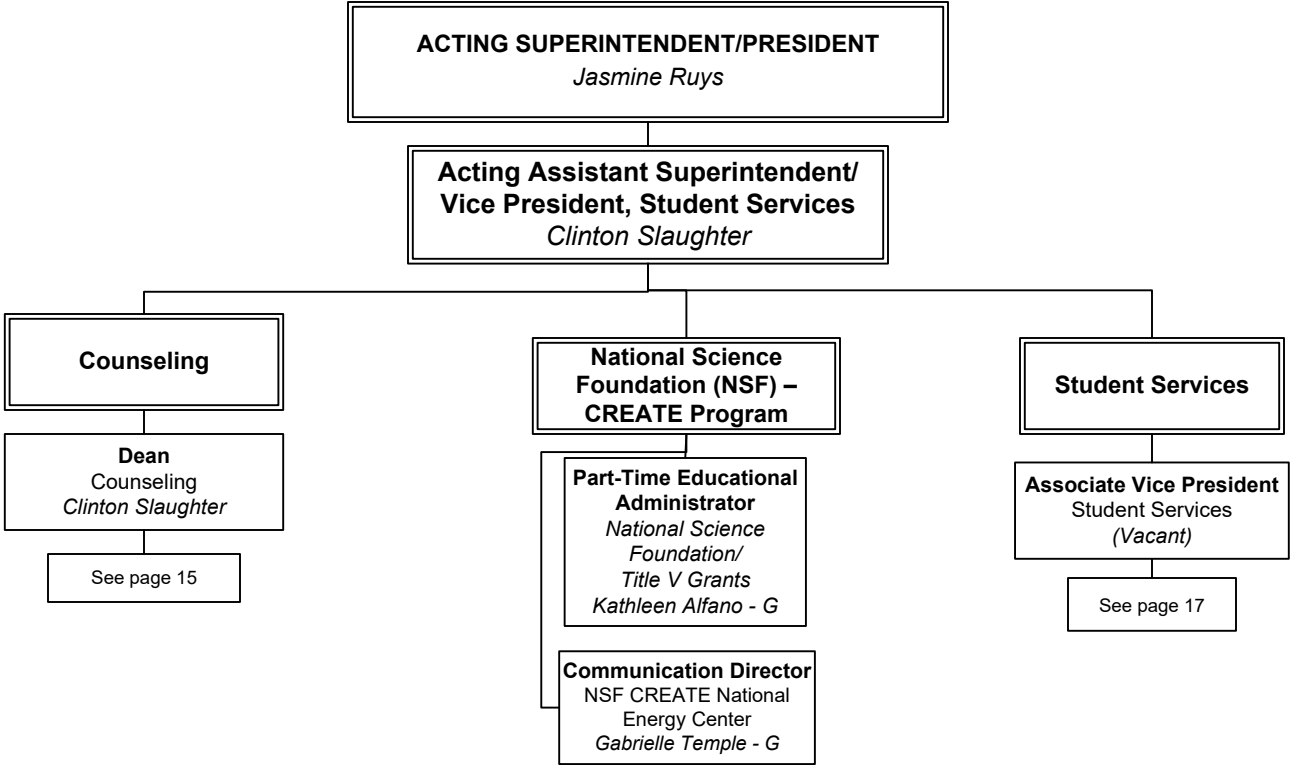 ACTING SUPERINTENDENT/PRESIDENT
Jasmine Ruys
Acting Assistant Superintendent/
Vice President, Student Services
Clinton Slaughter
Counseling
Dean
Counseling
Clinton Slaughter
See page 15
National Science
Foundation (NSF) –
CREATE Program
Part-Time Educational
Administrator
National Science
Foundation/
Title V Grants
Kathleen Alfano - G
Communication Director
NSF CREATE National
Energy Center
Gabrielle Temple - G
Student Services
Associate Vice President
Student Services
(Vacant)
See page 17